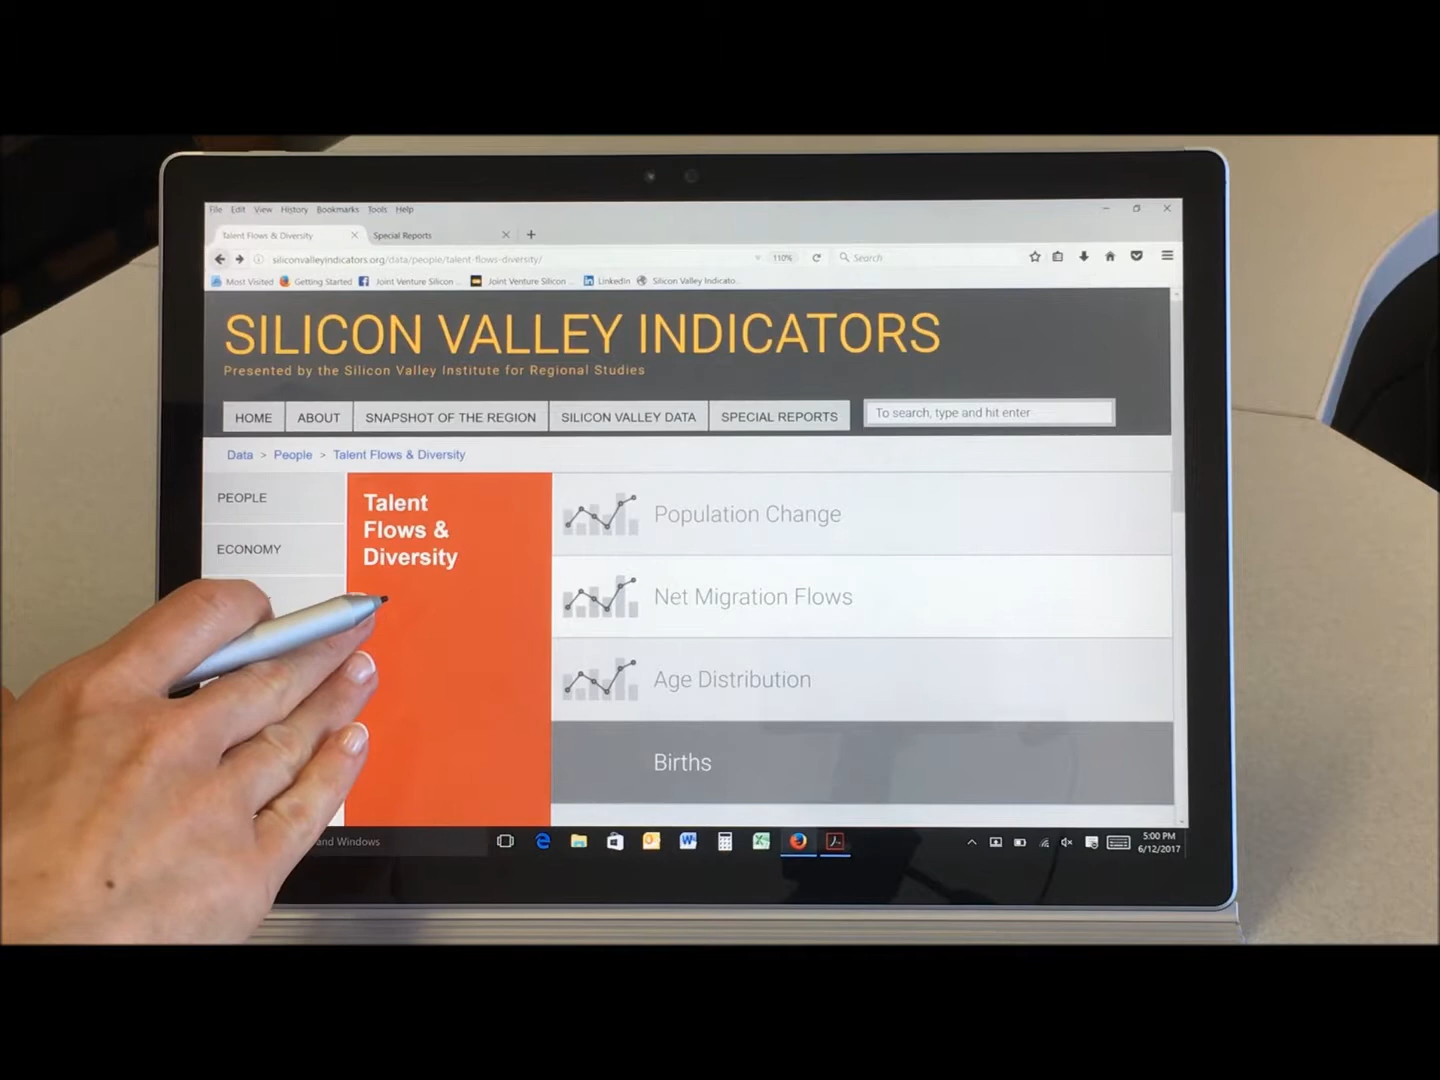 File Edit View History Bookmarks Tools Help
Talent Flows & Diversity Special Reports
siliconvalleyindicators.org/data/people/talent-flows-diversity/ 110% Search
Most Visited Getting Started Joint Venture Silicon ... Joint Venture Silicon ... LinkedIn Silicon Valley Indicato...
SILICON VALLEY INDICATORS
Presented by the Silicon Valley Institute for Regional Studies
HOME ABOUT SNAPSHOT OF THE REGION SILICON VALLEY DATA SPECIAL REPORTS To search, type and hit enter
Data > People > Talent Flows & Diversity
PEOPLE
ECONOMY
Talent
Flows &
Diversity
Population Change
Net Migration Flows
Age Distribution
Births
and Windows
5:00 PM
6/12/2017